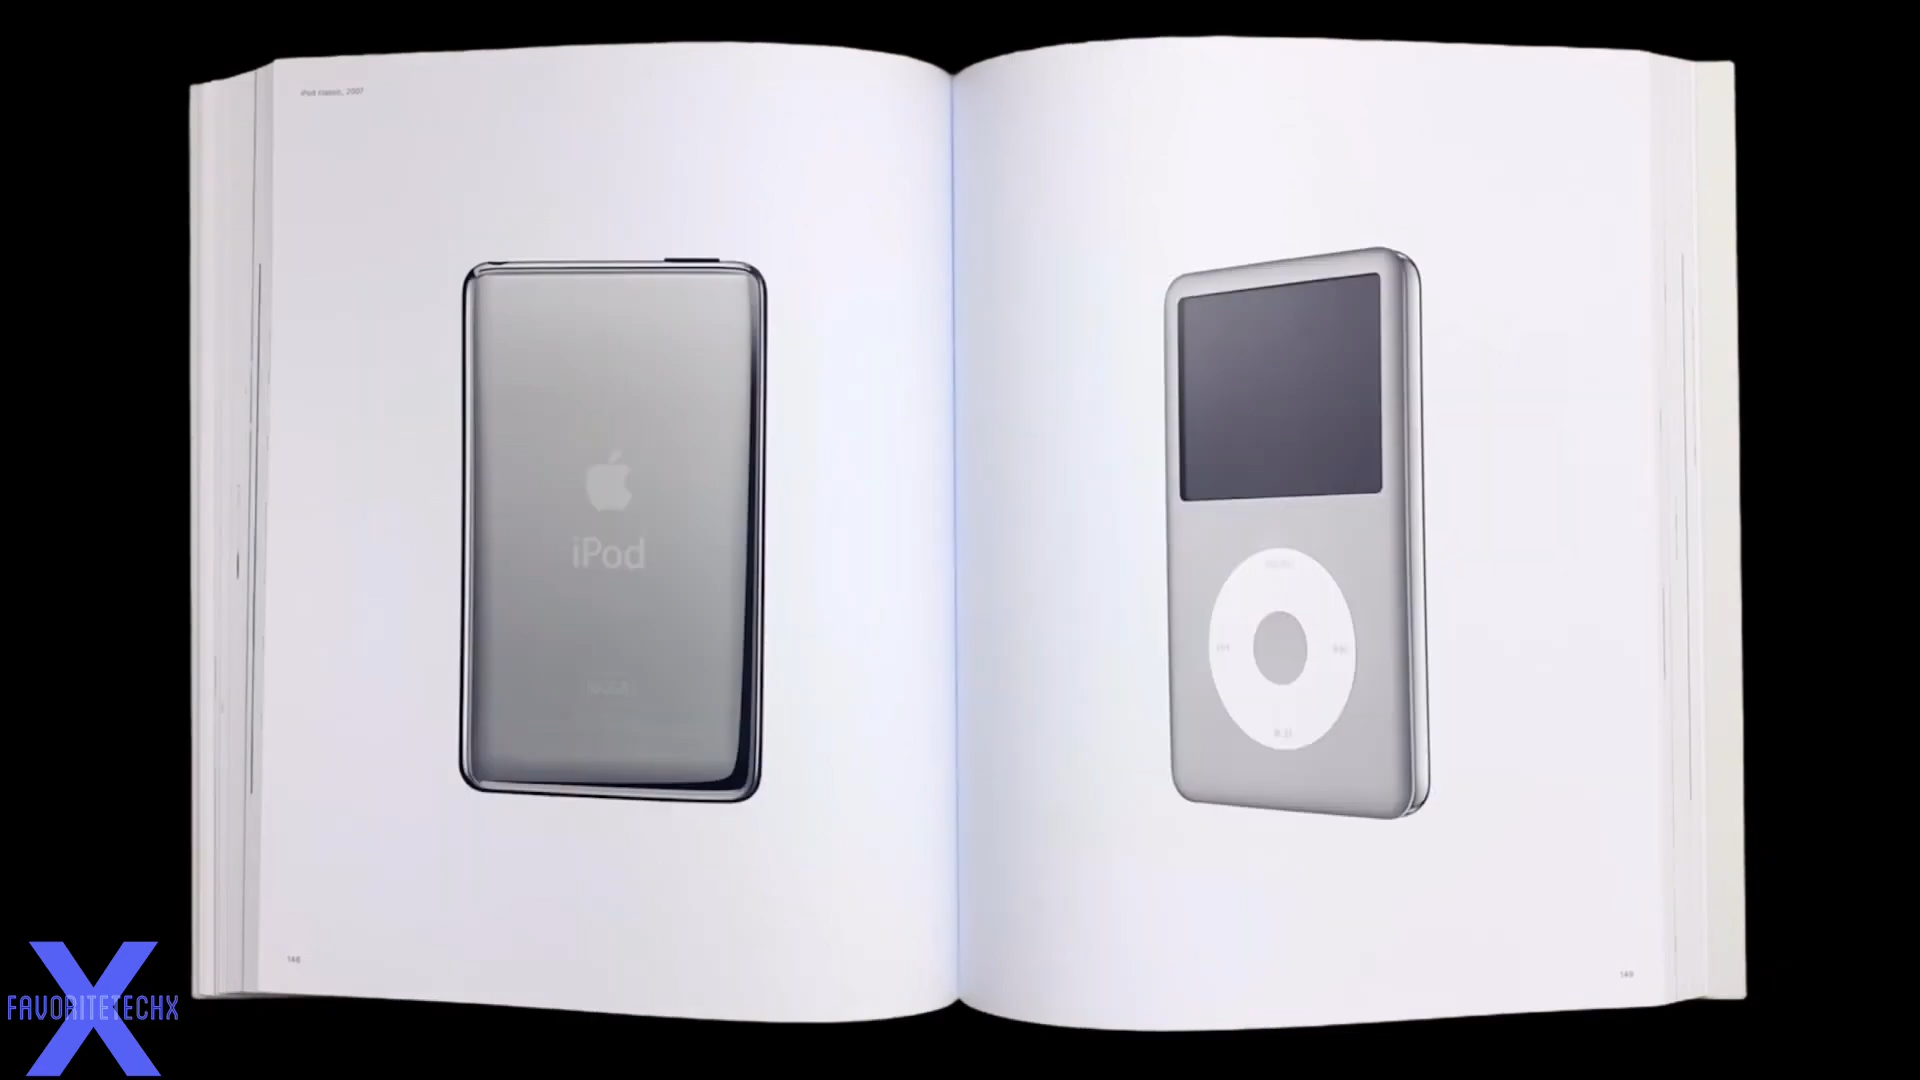 iPod classic, 2007
iPod
148
149
X
FAVORITETECHX